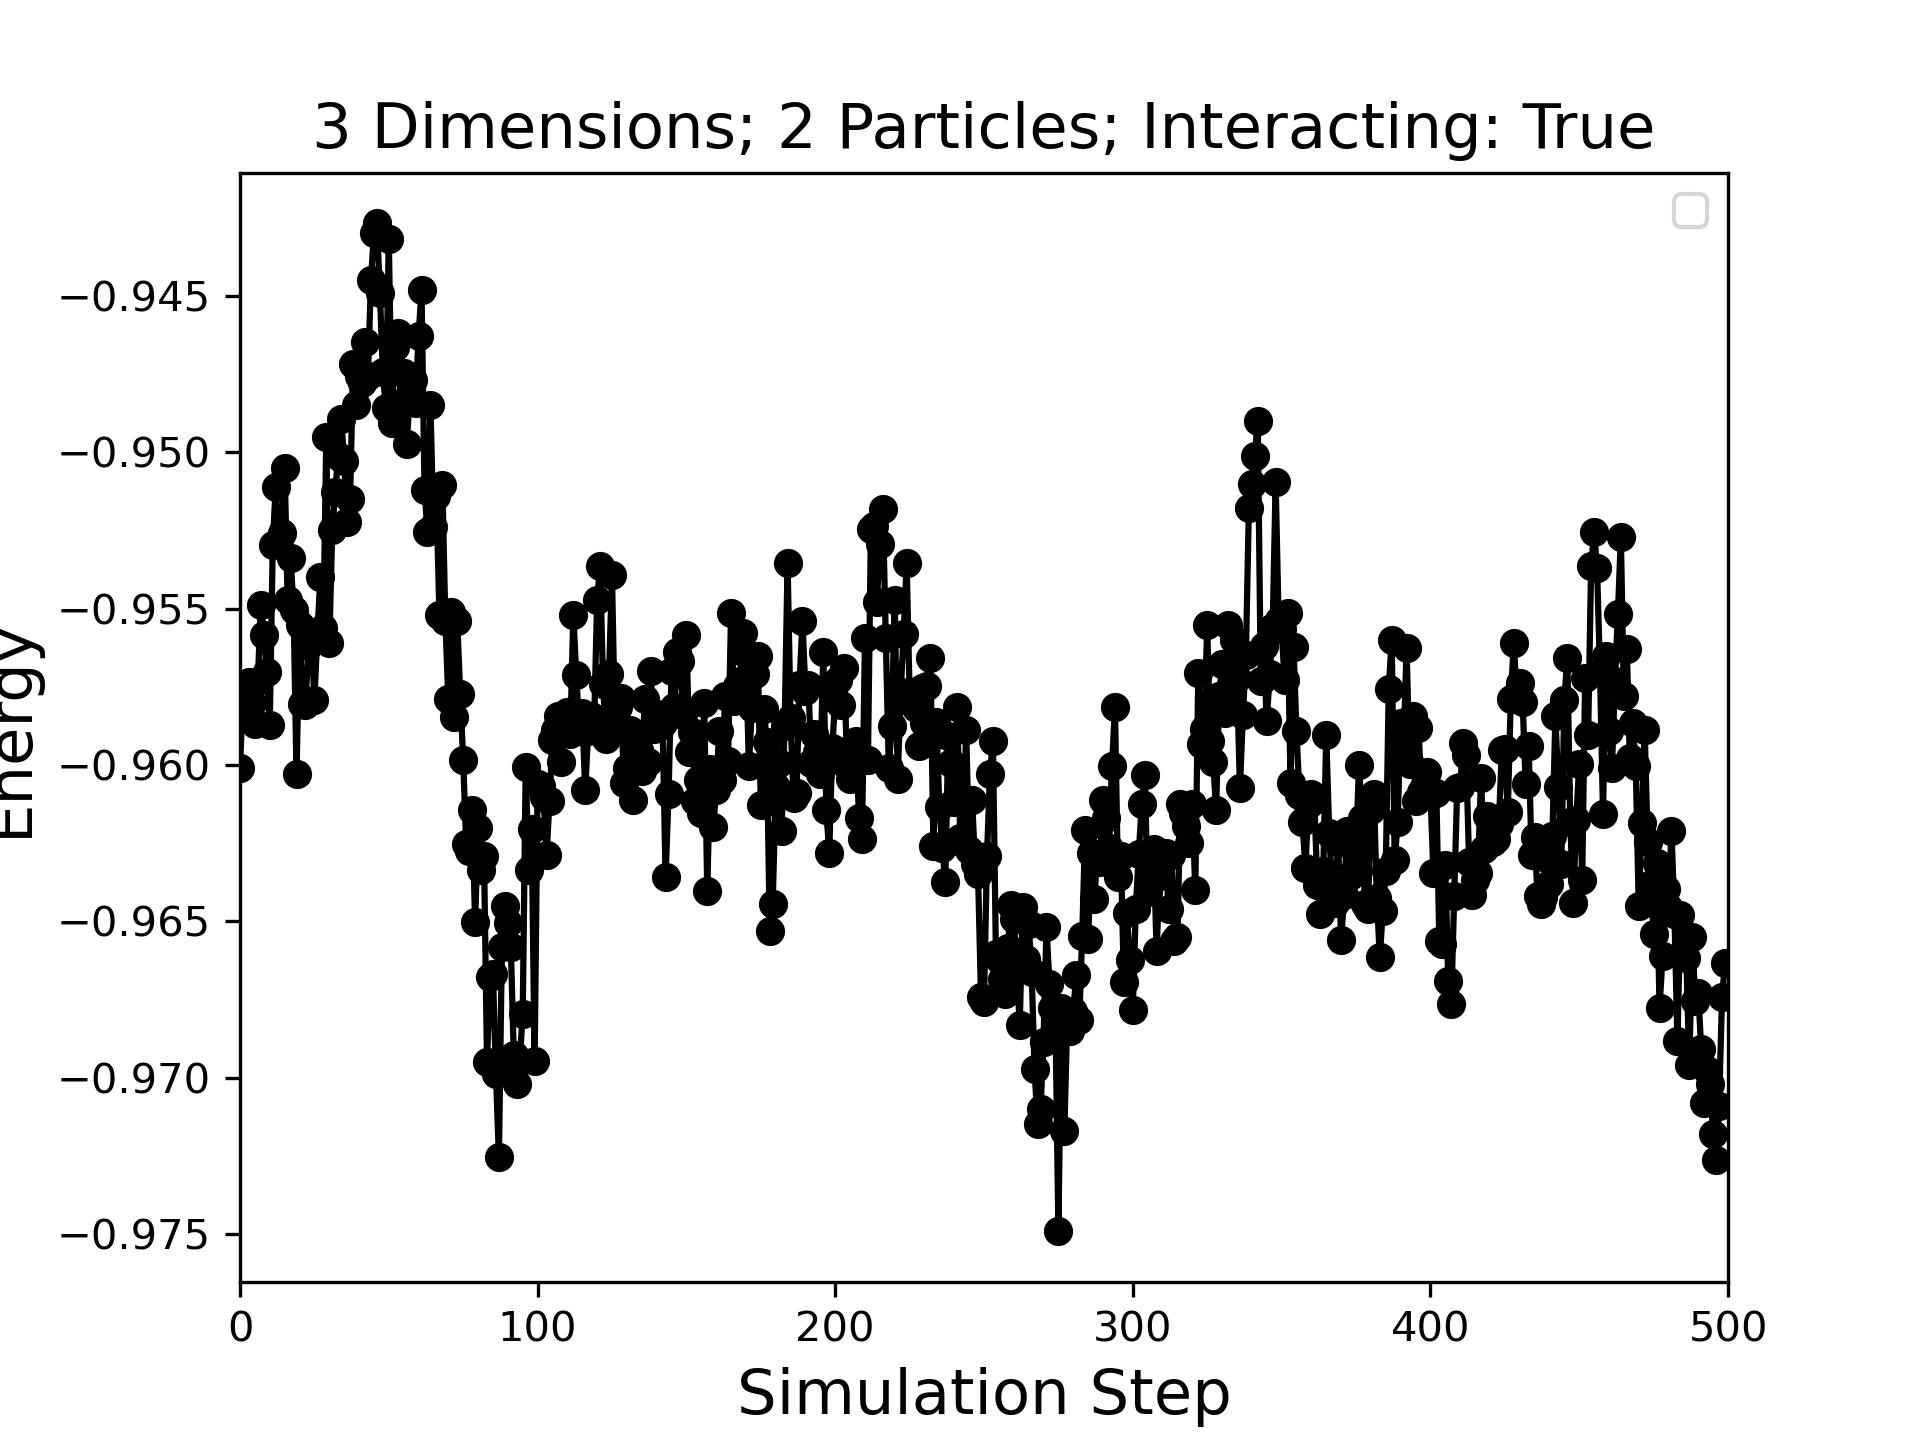 3 Dimensions; 2 Particles; Interacting: True
−0.945
−0.950
−0.955
−0.960
−0.965
−0.970
−0.975
Energy
0 100 200 300 400 500
Simulation Step